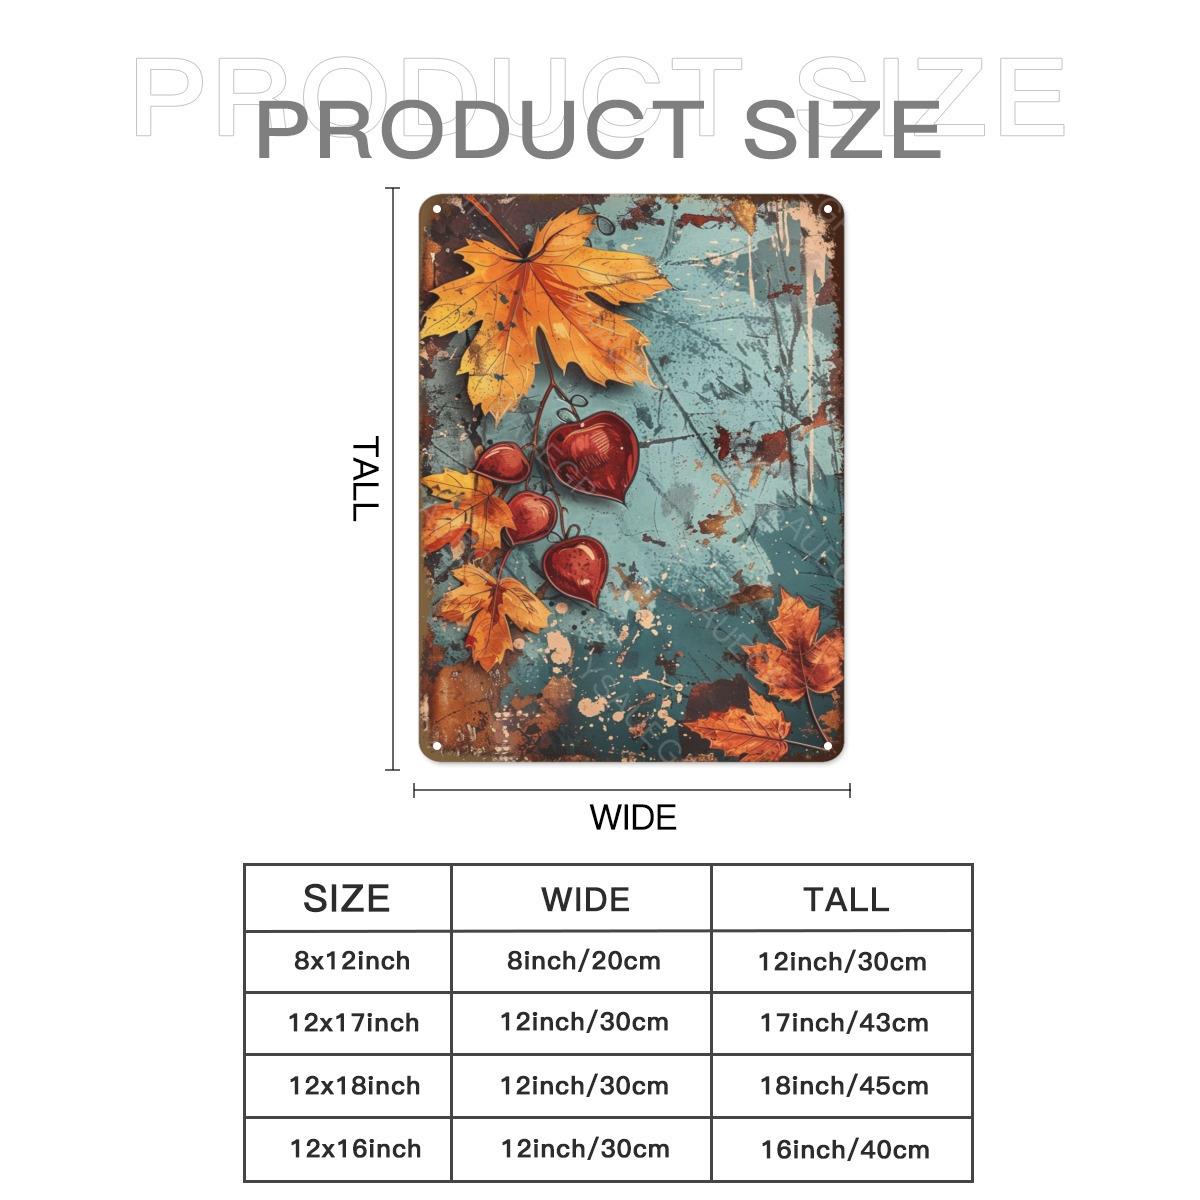 PRODUCT SIZE
PRODUCT SIZE
TALL
WIDE
SIZE WIDE TALL
8x12inch 8inch/20cm 12inch/30cm
12x17inch 12inch/30cm 17inch/43cm
12x18inch 12inch/30cm 18inch/45cm
12x16inch 12inch/30cm 16inch/40cm